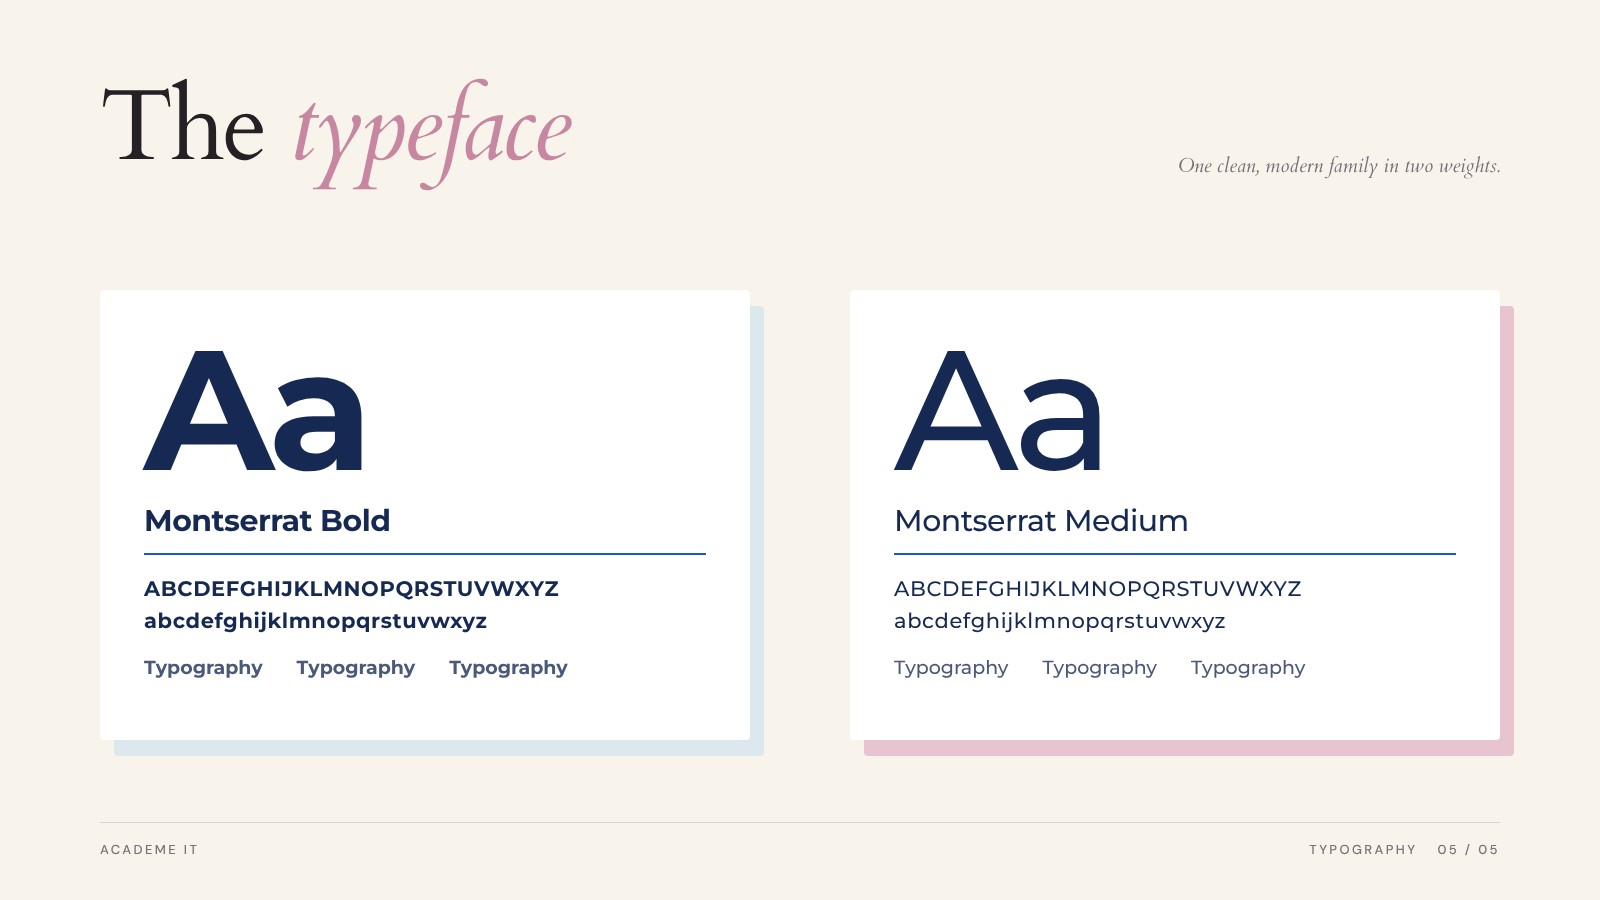 The typeface
One clean, modern family in two weights.
Aa
Montserrat Bold
ABCDEFGHIJKLMNOPQRSTUVWXYZ
abcdefghijklmnopqrstuvwxyz
Typography Typography Typography
Aa
Montserrat Medium
ABCDEFGHIJKLMNOPQRSTUVWXYZ
abcdefghijklmnopqrstuvwxyz
Typography Typography Typography
ACADEME IT
TYPOGRAPHY 05 / 05